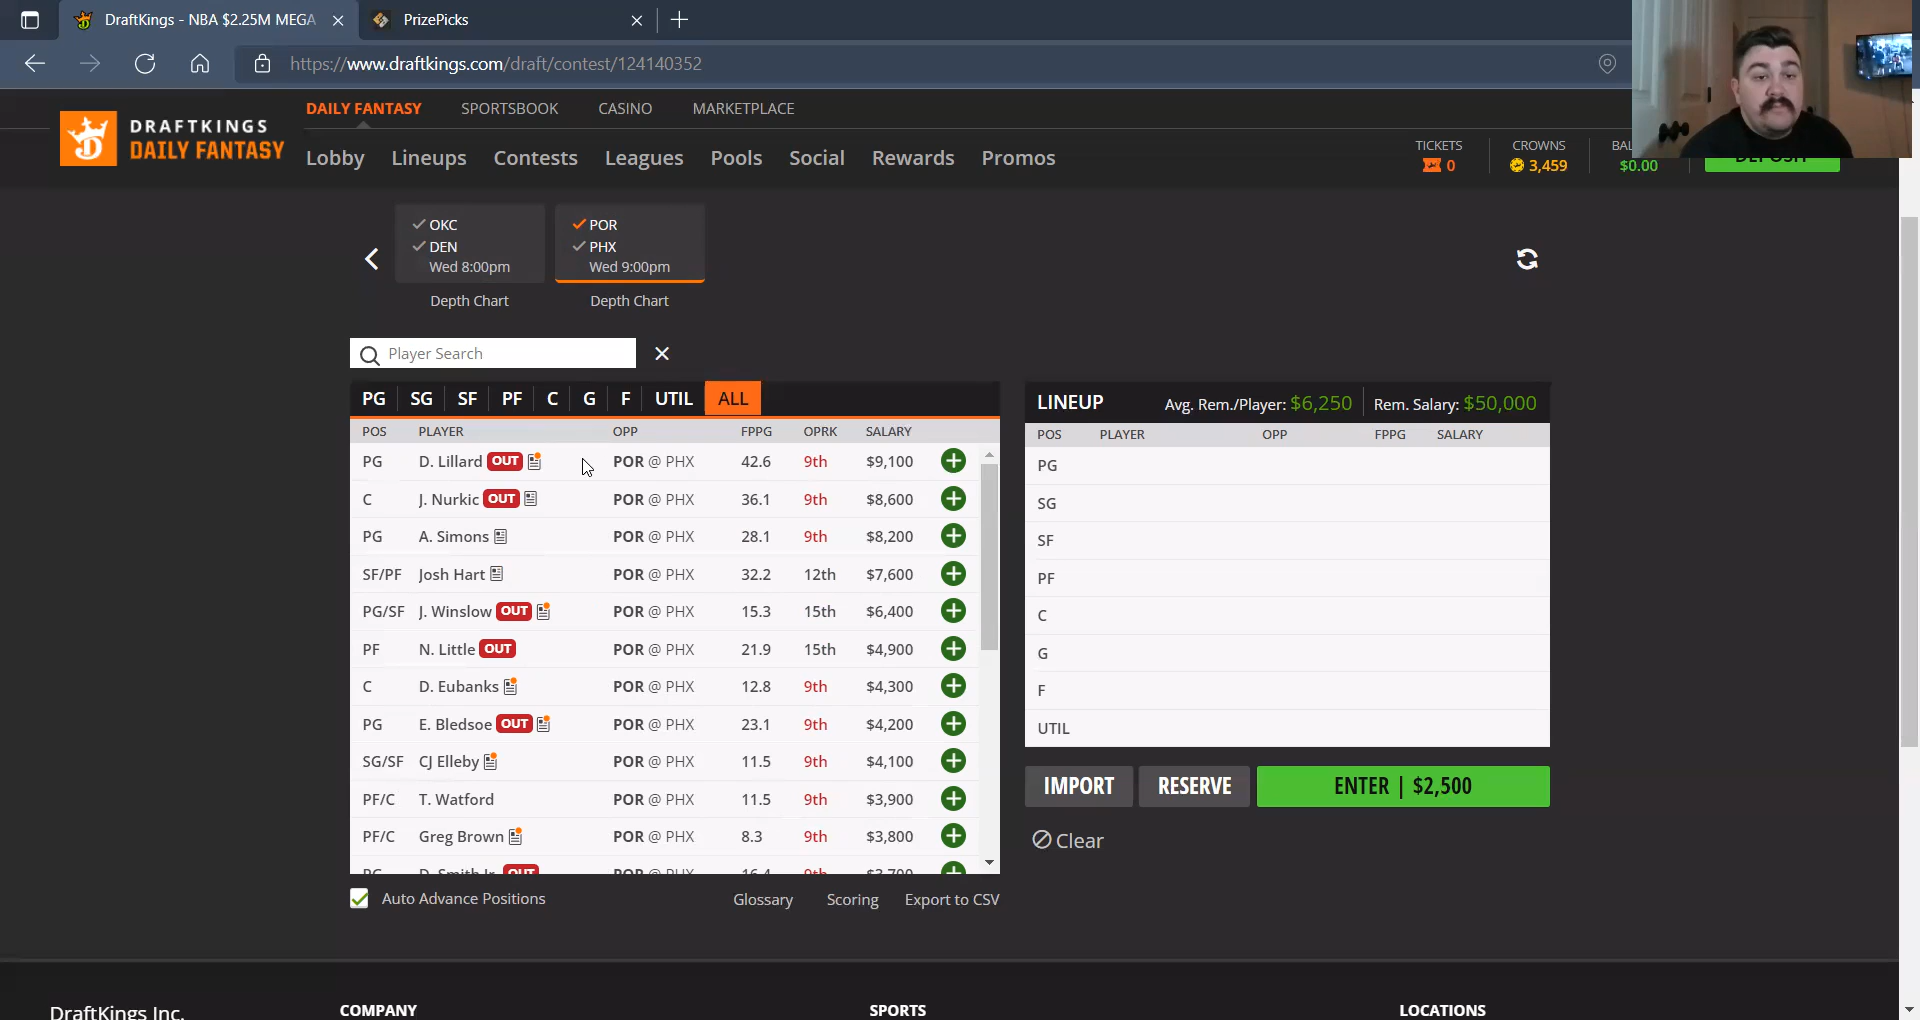 DraftKings - NBA $2.25M MEGA
PrizePicks
https://www.draftkings.com/draft/contest/124140352
DAILY FANTASY SPORTSBOOK CASINO MARKETPLACE
DRAFTKINGS
DAILY FANTASY
Lobby Lineups Contests Leagues Pools Social Rewards Promos
TICKETS CROWNS
0 3,459 $0.00
OKC
DEN
Wed 8:00pm
Depth Chart
POR
PHX
Wed 9:00pm
Depth Chart
Player Search
PG SG SF PF C G F UTIL ALL
POS PLAYER OPP FPPG OPRK SALARY
PG D. Lillard OUT POR @ PHX 42.6 9th $9,100
C J. Nurkic OUT POR @ PHX 36.1 9th $8,600
PG A. Simons POR @ PHX 28.1 9th $8,200
SF/PF Josh Hart POR @ PHX 32.2 12th $7,600
PG/SF J. Winslow OUT POR @ PHX 15.3 15th $6,400
PF N. Little OUT POR @ PHX 21.9 15th $4,900
C D. Eubanks POR @ PHX 12.8 9th $4,300
PG E. Bledsoe OUT POR @ PHX 23.1 9th $4,200
SG/SF CJ Elleby POR @ PHX 11.5 9th $4,100
PF/C T. Watford POR @ PHX 11.5 9th $3,900
PF/C Greg Brown POR @ PHX 8.3 9th $3,800
PG D. Smith Jr. OUT POR @ PHX 16.4 9th $3,700
Auto Advance Positions Glossary Scoring Export to CSV
LINEUP Avg. Rem./Player: $6,250 Rem. Salary: $50,000
POS PLAYER OPP FPPG SALARY
PG
SG
SF
PF
C
G
F
UTIL
IMPORT RESERVE ENTER | $2,500
Clear
DraftKings Inc. COMPANY SPORTS LOCATIONS